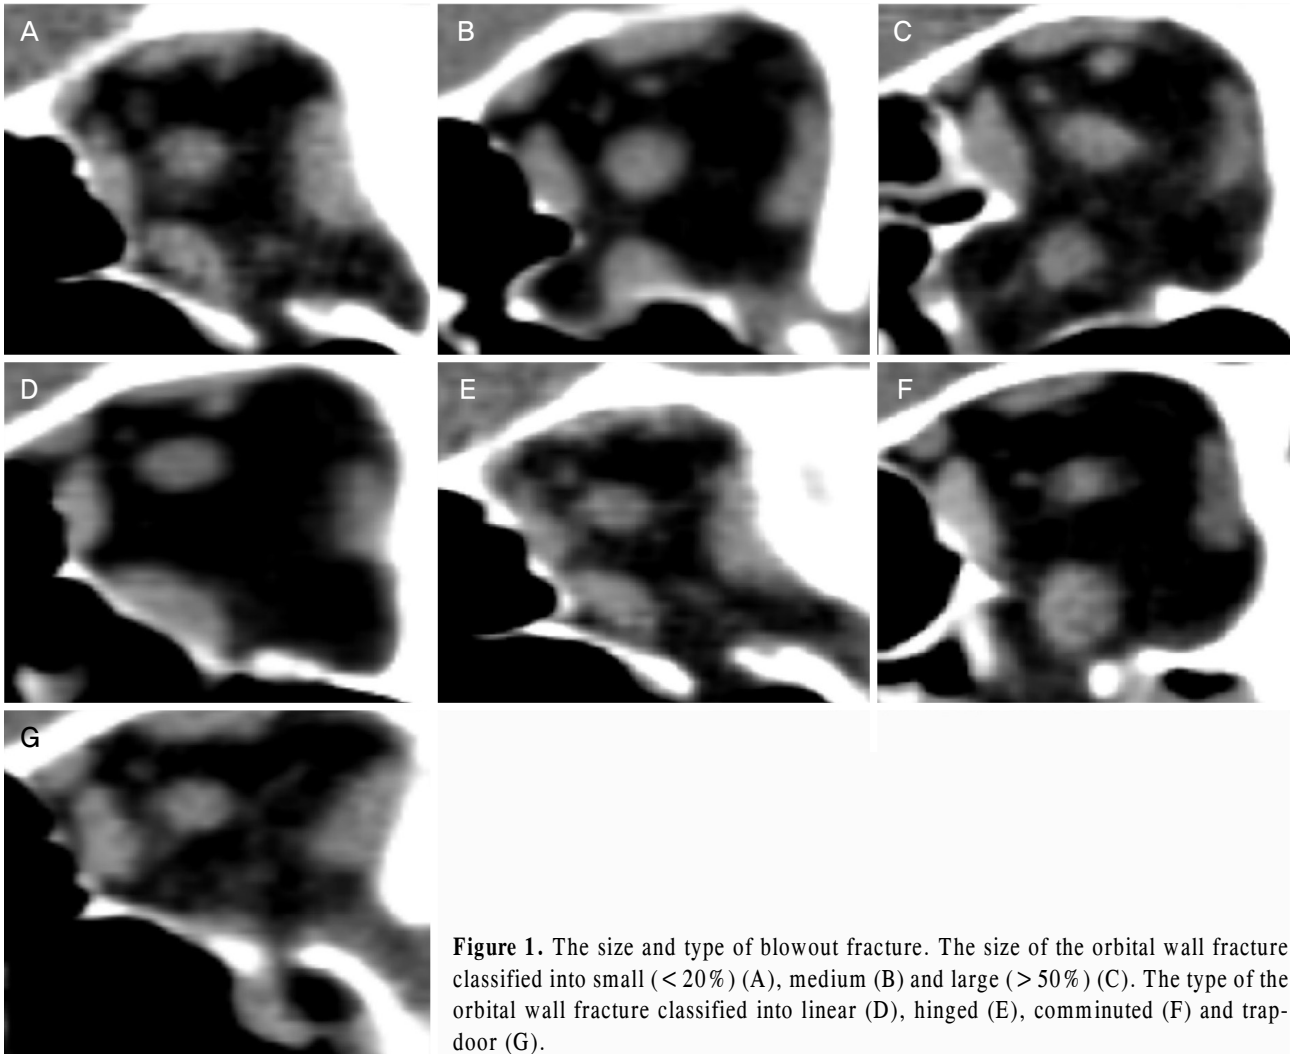 A
B
C
D
E
F
G
Figure 1. The size and type of blowout fracture. The size of the orbital wall fracture
classified into small (< 20%) (A), medium (B) and large (> 50%) (C). The type of the
orbital wall fracture classified into linear (D), hinged (E), comminuted (F) and trap-
door (G).